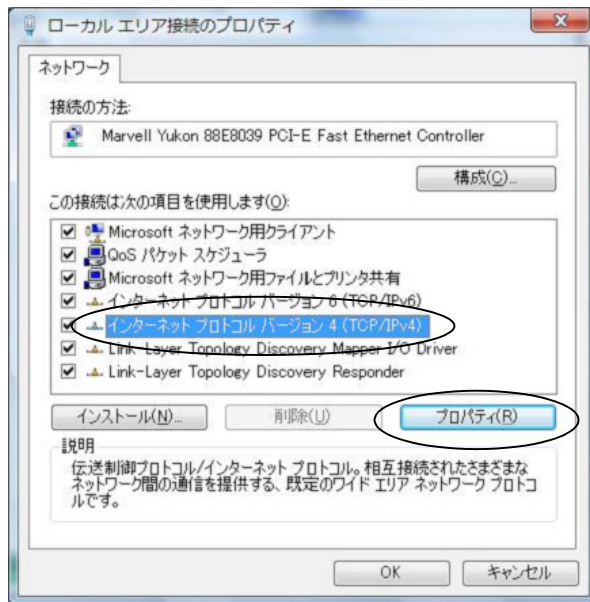 ローカル エリア接続のプロパティ
ネットワーク
接続の方法:
Marvell Yukon 88E8039 PCI-E Fast Ethernet Controller
構成(C)...
この接続は次の項目を使用します(O):
Microsoft ネットワーク用クライアント
QoS パケット スケジューラ
Microsoft ネットワーク用ファイルとプリンタ共有
インターネット プロトコル バージョン 6 (TCP/IPv6)
インターネット プロトコル バージョン 4 (TCP/IPv4)
Link-Layer Topology Discovery Mapper I/O Driver
Link-Layer Topology Discovery Responder
インストール(N)... 削除(U) プロパティ(R)
説明
伝送制御プロトコル/インターネット プロトコル。相互接続されたさまざまな
ネットワーク間の通信を提供する、既定のワイド エリア ネットワーク プロトコ
ルです。
OK キャンセル